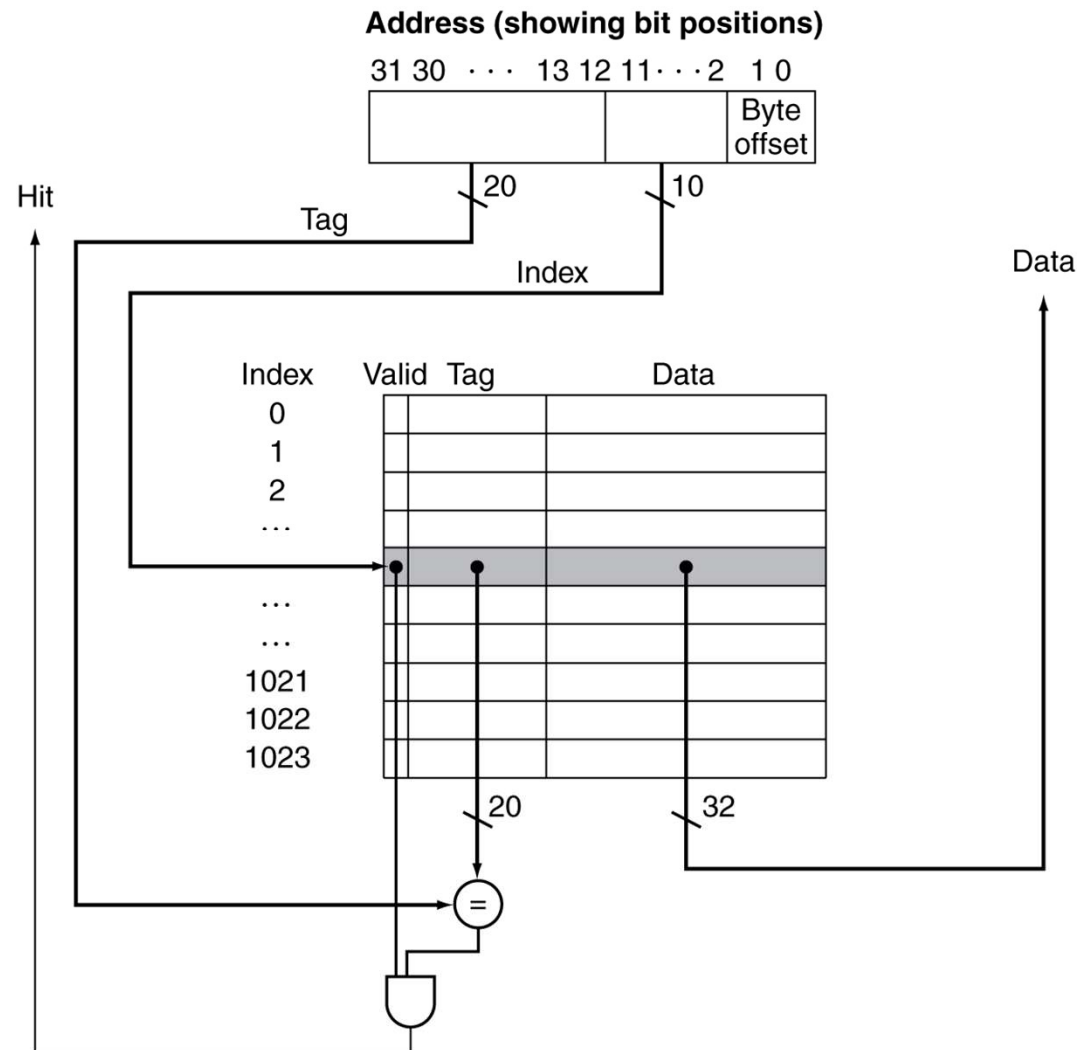 Address (showing bit positions)
31 30 · · · 13 12 11 · · · 2 1 0
Byte
offset
20 10
Hit
Tag
Index
Data
Index Valid Tag Data
0
1
2
...
...
...
1021
1022
1023
20 32
=